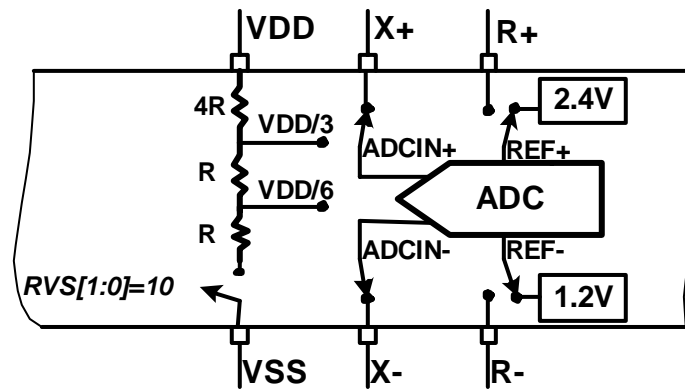 VDD X+ R+
4R VDD/3 2.4V
ADCIN+ REF+
R VDD/6 ADC
R ADCIN- REF-
RVS[1:0]=10 1.2V
VSS X- R-